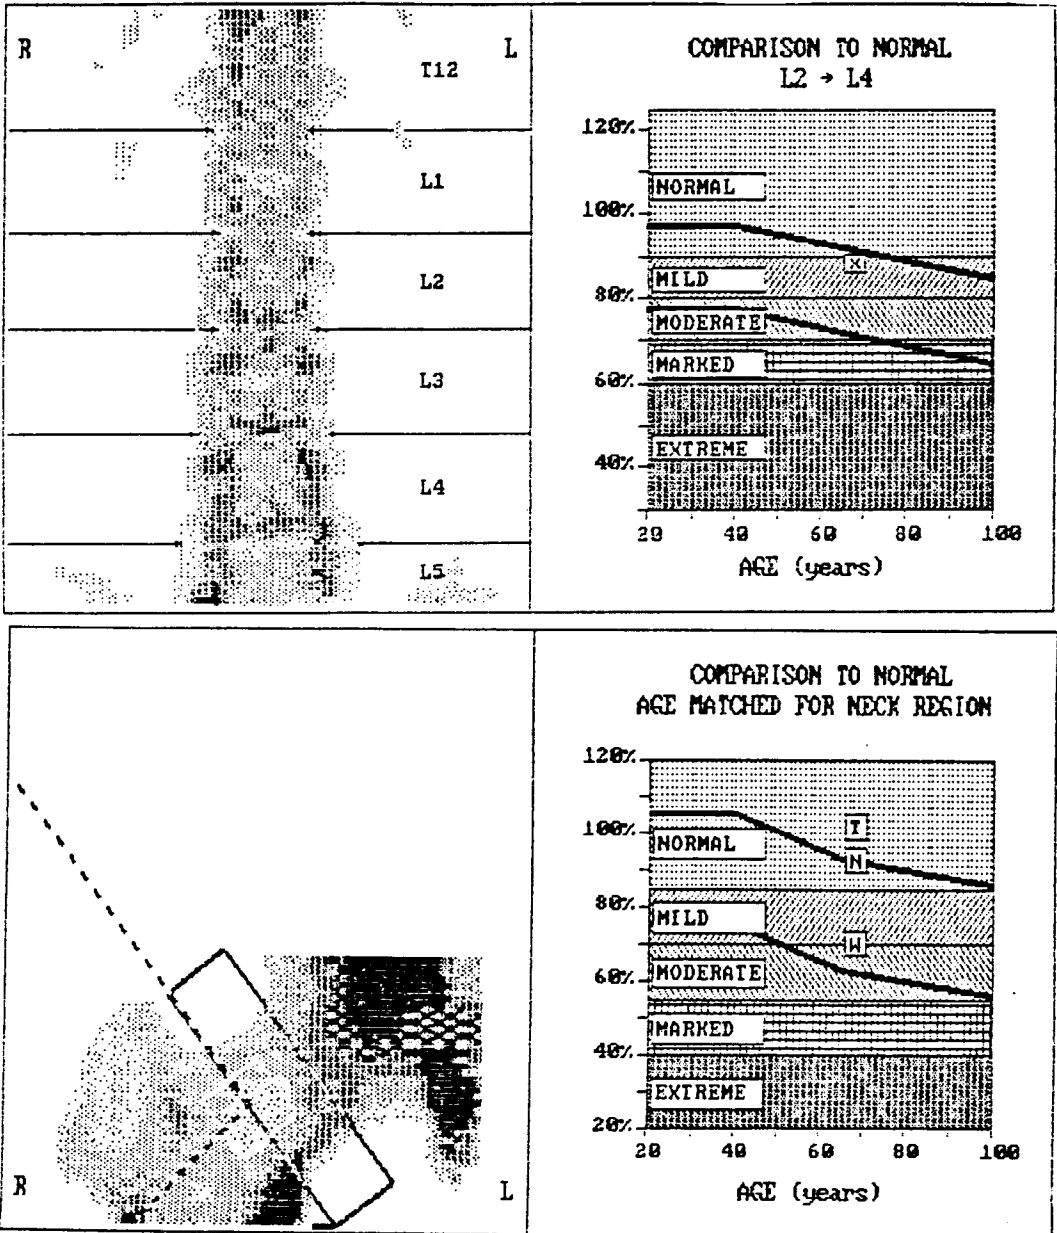 R
L
T12
L1
L2
L3
L4
L5
COMPARISON TO NORMAL
L2 → L4
120%
100%
80%
60%
40%
NORMAL
MILD
MODERATE
MARKED
EXTREME
X
20 40 60 80 100
AGE (years)
R
L
COMPARISON TO NORMAL
AGE MATCHED FOR NECK REGION
120%
100%
80%
60%
40%
20%
NORMAL
MILD
MODERATE
MARKED
EXTREME
T
N
W
20 40 60 80 100
AGE (years)